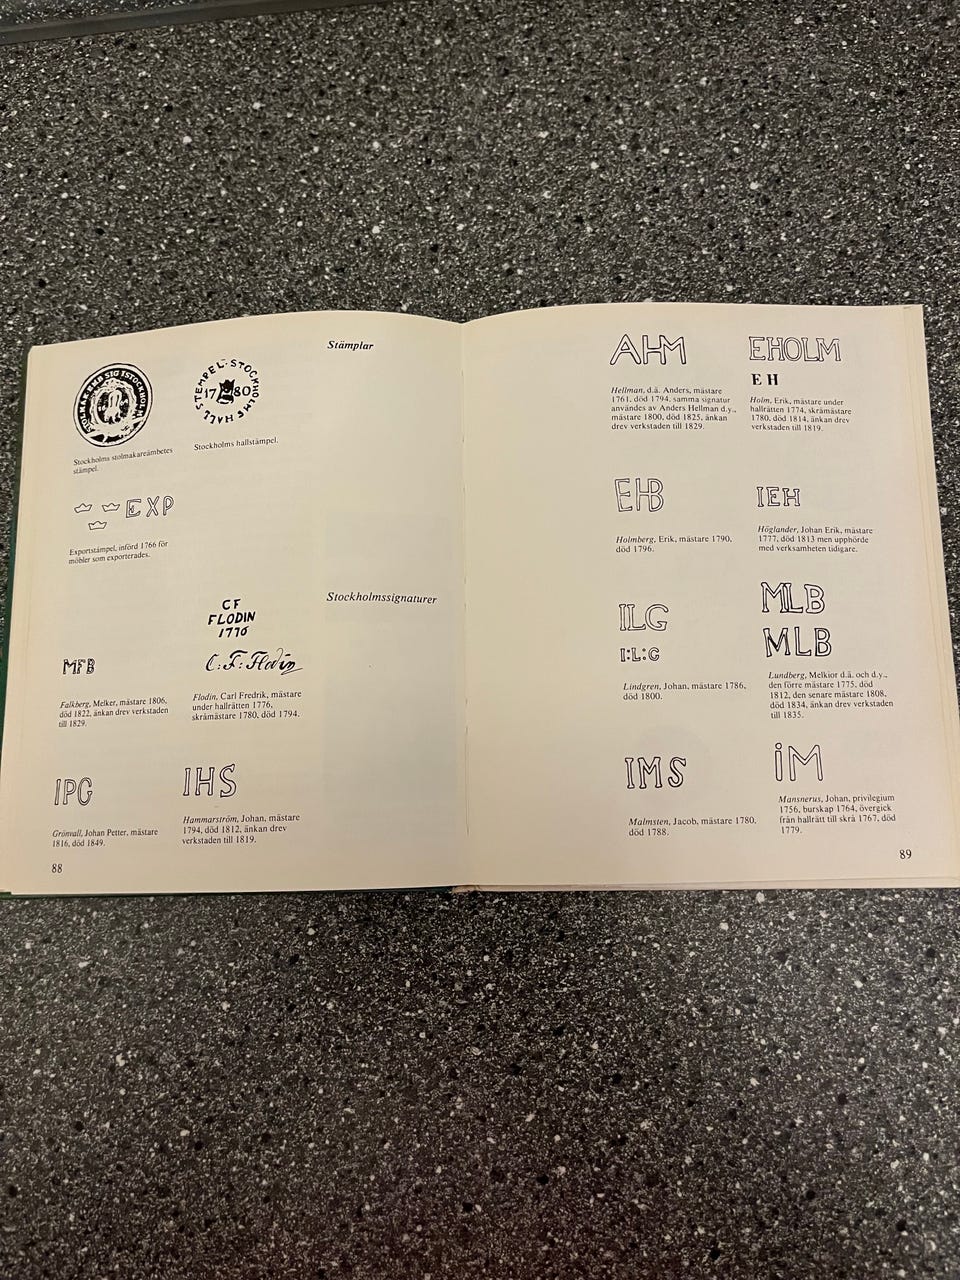 Stämplar
STEMPEL-STOCKHOLMS HALL
1780
Stockholms stolmakareämbetes
stämpel.
Stockholms hallstämpel.
EXP
Exportstämpel, införd 1766 för
möbler som exporterades.
Stockholmssignaturer
MFB
Falkberg, Melker, mästare 1806,
död 1822, änkan drev verkstaden
till 1829.
CF
FLODIN
1776
C:F:Flodin
Flodin, Carl Fredrik, mästare
under hallrätten 1776,
skråmästare 1780, död 1794.
IPG
Grönvall, Johan Petter, mästare
1816, död 1849.
IHS
Hammarström, Johan, mästare
1794, död 1812, änkan drev
verkstaden till 1819.
88
AHM
Hellman, d.ä. Anders, mästare
1761, död 1794, samma signatur
användes av Anders Hellman d.y.,
mästare 1800, död 1825, änkan
drev verkstaden till 1829.
EHOLM
E H
Holm, Erik, mästare under
hallrätten 1774, skråmästare
1780, död 1814, änkan drev
verkstaden till 1819.
EHB
Holmberg, Erik, mästare 1790,
död 1796.
IEH
Höglander, Johan Erik, mästare
1777, död 1813 men upphörde
med verksamheten tidigare.
ILG
I:L:G
Lindgren, Johan, mästare 1786,
död 1800.
MLB
MLB
Lundberg, Melkior d.ä. och d.y.,
den förre mästare 1775, död
1812, den senare mästare 1808,
död 1834, änkan drev verkstaden
till 1835.
IMS
Malmsten, Jacob, mästare 1780,
död 1788.
iM
Mansnerus, Johan, privilegium
1756, burskap 1764, övergick
från hallrätt till skrå 1767, död
1779.
89